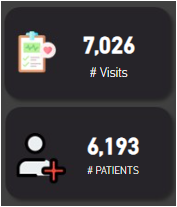 7,026
# Visits
6,193
# PATIENTS